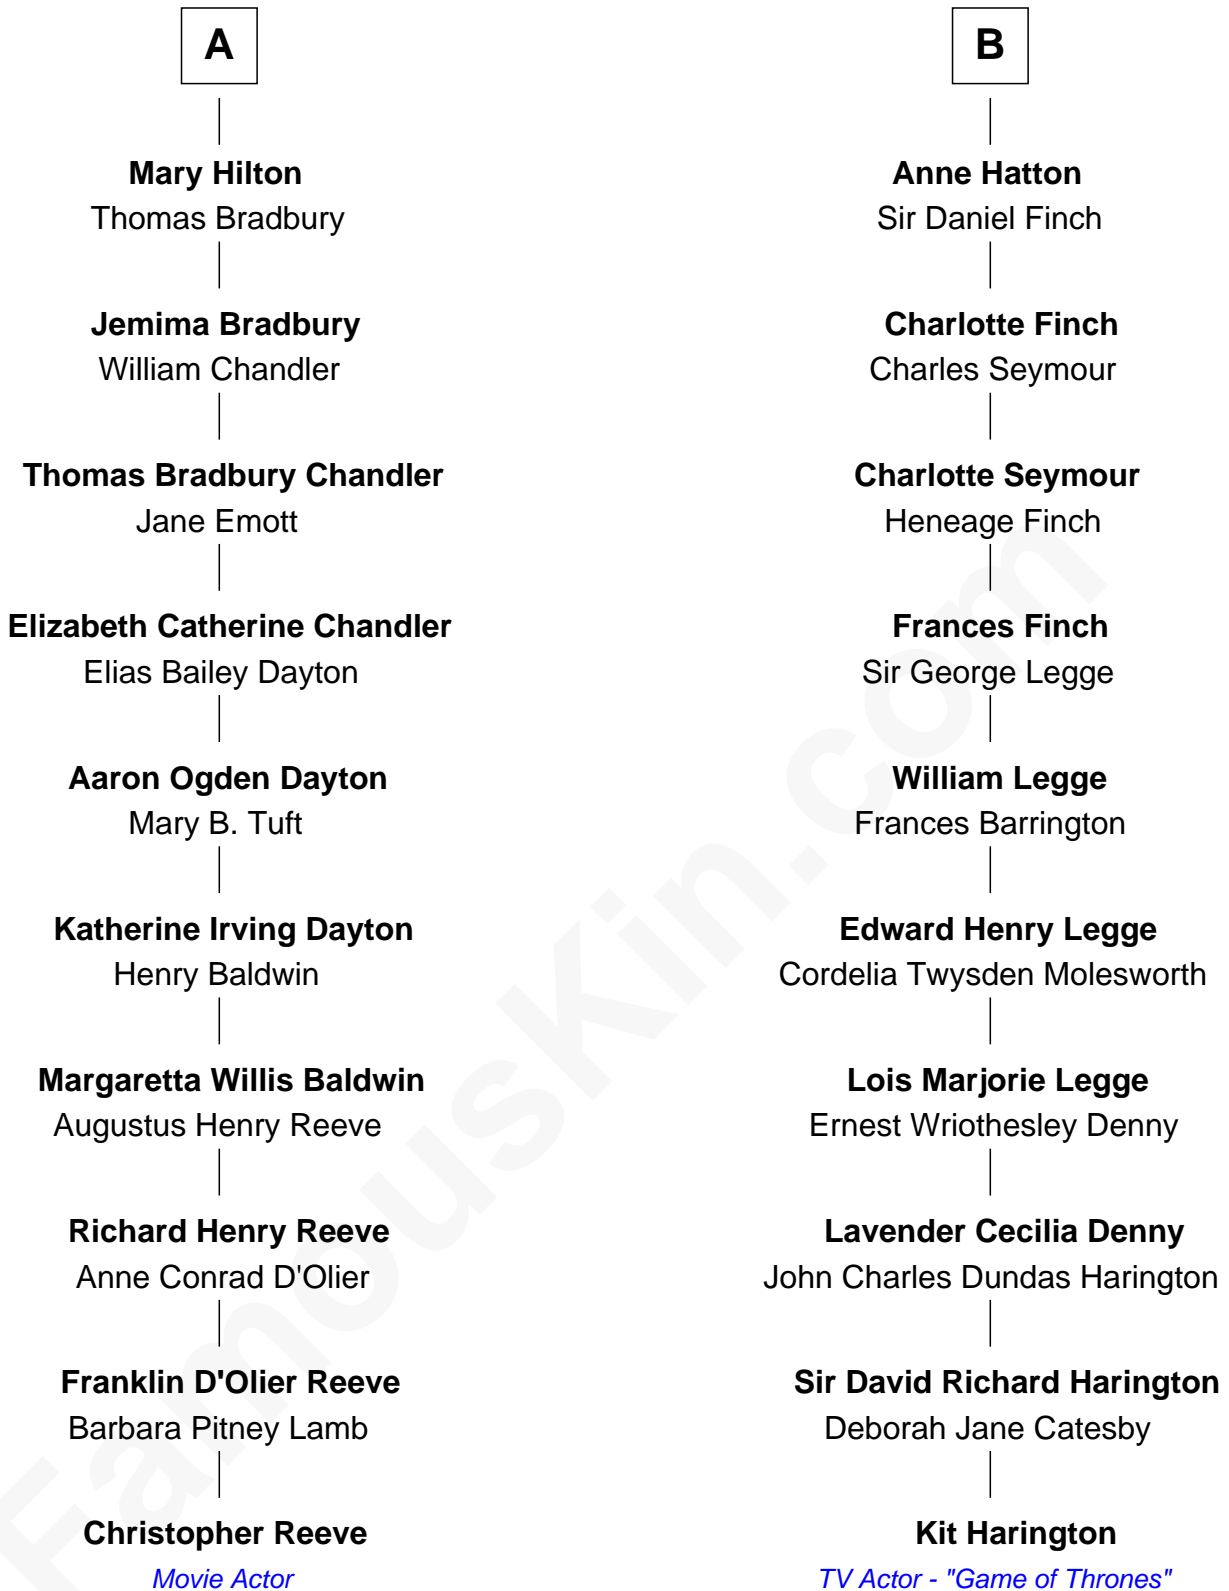 A
Mary Hilton
Thomas Bradbury
Jemima Bradbury
William Chandler
Thomas Bradbury Chandler
Jane Emott
Elizabeth Catherine Chandler
Elias Bailey Dayton
Aaron Ogden Dayton
Mary B. Tuft
Katherine Irving Dayton
Henry Baldwin
Margaretta Willis Baldwin
Augustus Henry Reeve
Richard Henry Reeve
Anne Conrad D'Olier
Franklin D'Olier Reeve
Barbara Pitney Lamb
Christopher Reeve
Movie Actor
B
Anne Hatton
Sir Daniel Finch
Charlotte Finch
Charles Seymour
Charlotte Seymour
Heneage Finch
Frances Finch
Sir George Legge
William Legge
Frances Barrington
Edward Henry Legge
Cordelia Twysden Molesworth
Lois Marjorie Legge
Ernest Wriothesley Denny
Lavender Cecilia Denny
John Charles Dundas Harington
Sir David Richard Harington
Deborah Jane Catesby
Kit Harington
TV Actor - "Game of Thrones"
FamousKin.com